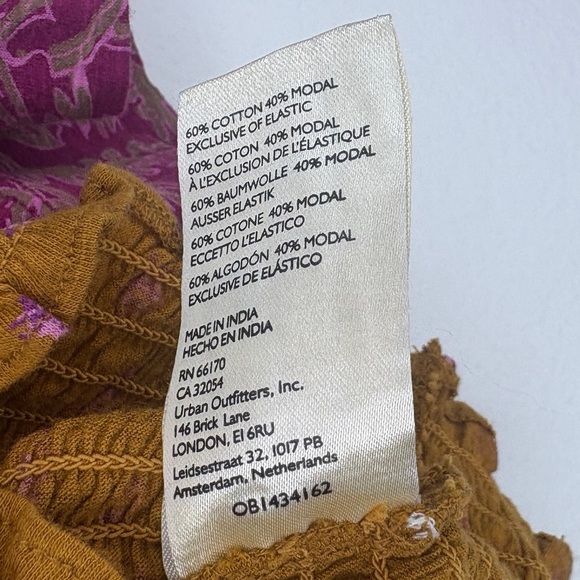 60% COTTON 40% MODAL
EXCLUSIVE OF ELASTIC
60% COTON 40% MODAL
À L'EXCLUSION DE L'ÉLASTIQUE
60% BAUMWOLLE 40% MODAL
AUSSER ELASTIK
60% COTONE 40% MODAL
ECCETTO L'ELASTICO
60% ALGODÓN 40% MODAL
EXCLUSIVE DE ELÁSTICO
MADE IN INDIA
HECHO EN INDIA
RN 66170
CA 32054
Urban Outfitters, Inc.
146 Brick Lane
LONDON, E1 6RU
Leidsestraat 32, 1017 PB
Amsterdam, Netherlands
OB1434162